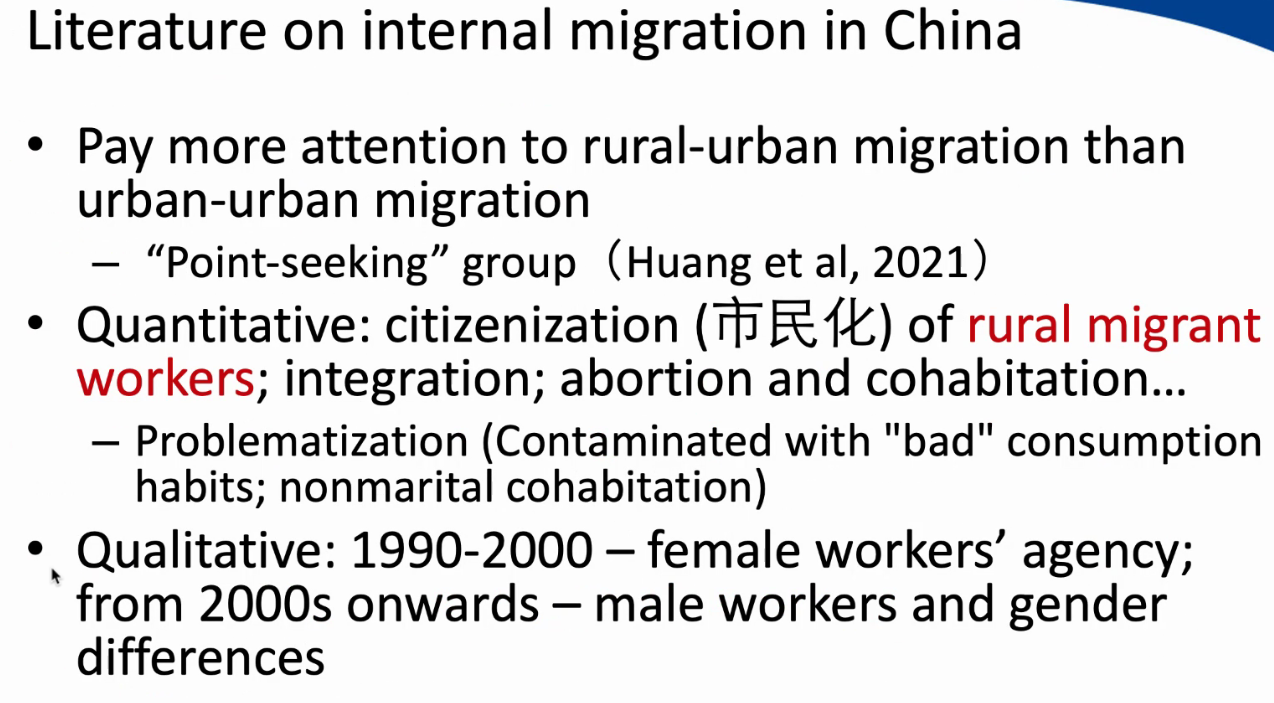 Literature on internal migration in China
• Pay more attention to rural-urban migration than
urban-urban migration
– “Point-seeking” group（Huang et al, 2021）
• Quantitative: citizenization (市民化) of rural migrant
workers; integration; abortion and cohabitation…
– Problematization (Contaminated with "bad" consumption
habits; nonmarital cohabitation)
• Qualitative: 1990-2000 – female workers’ agency;
from 2000s onwards – male workers and gender
differences